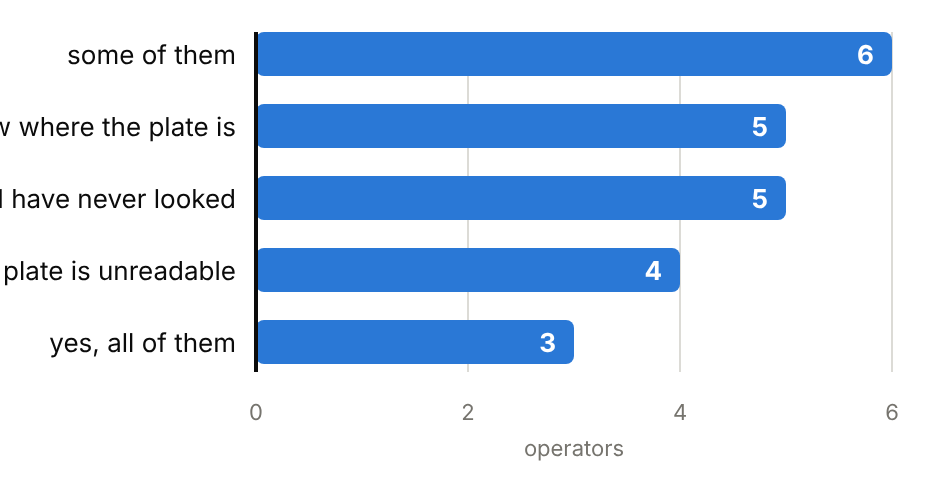 some of them
6
where the plate is
5
have never looked
5
plate is unreadable
4
yes, all of them
3
0 2 4 6
operators